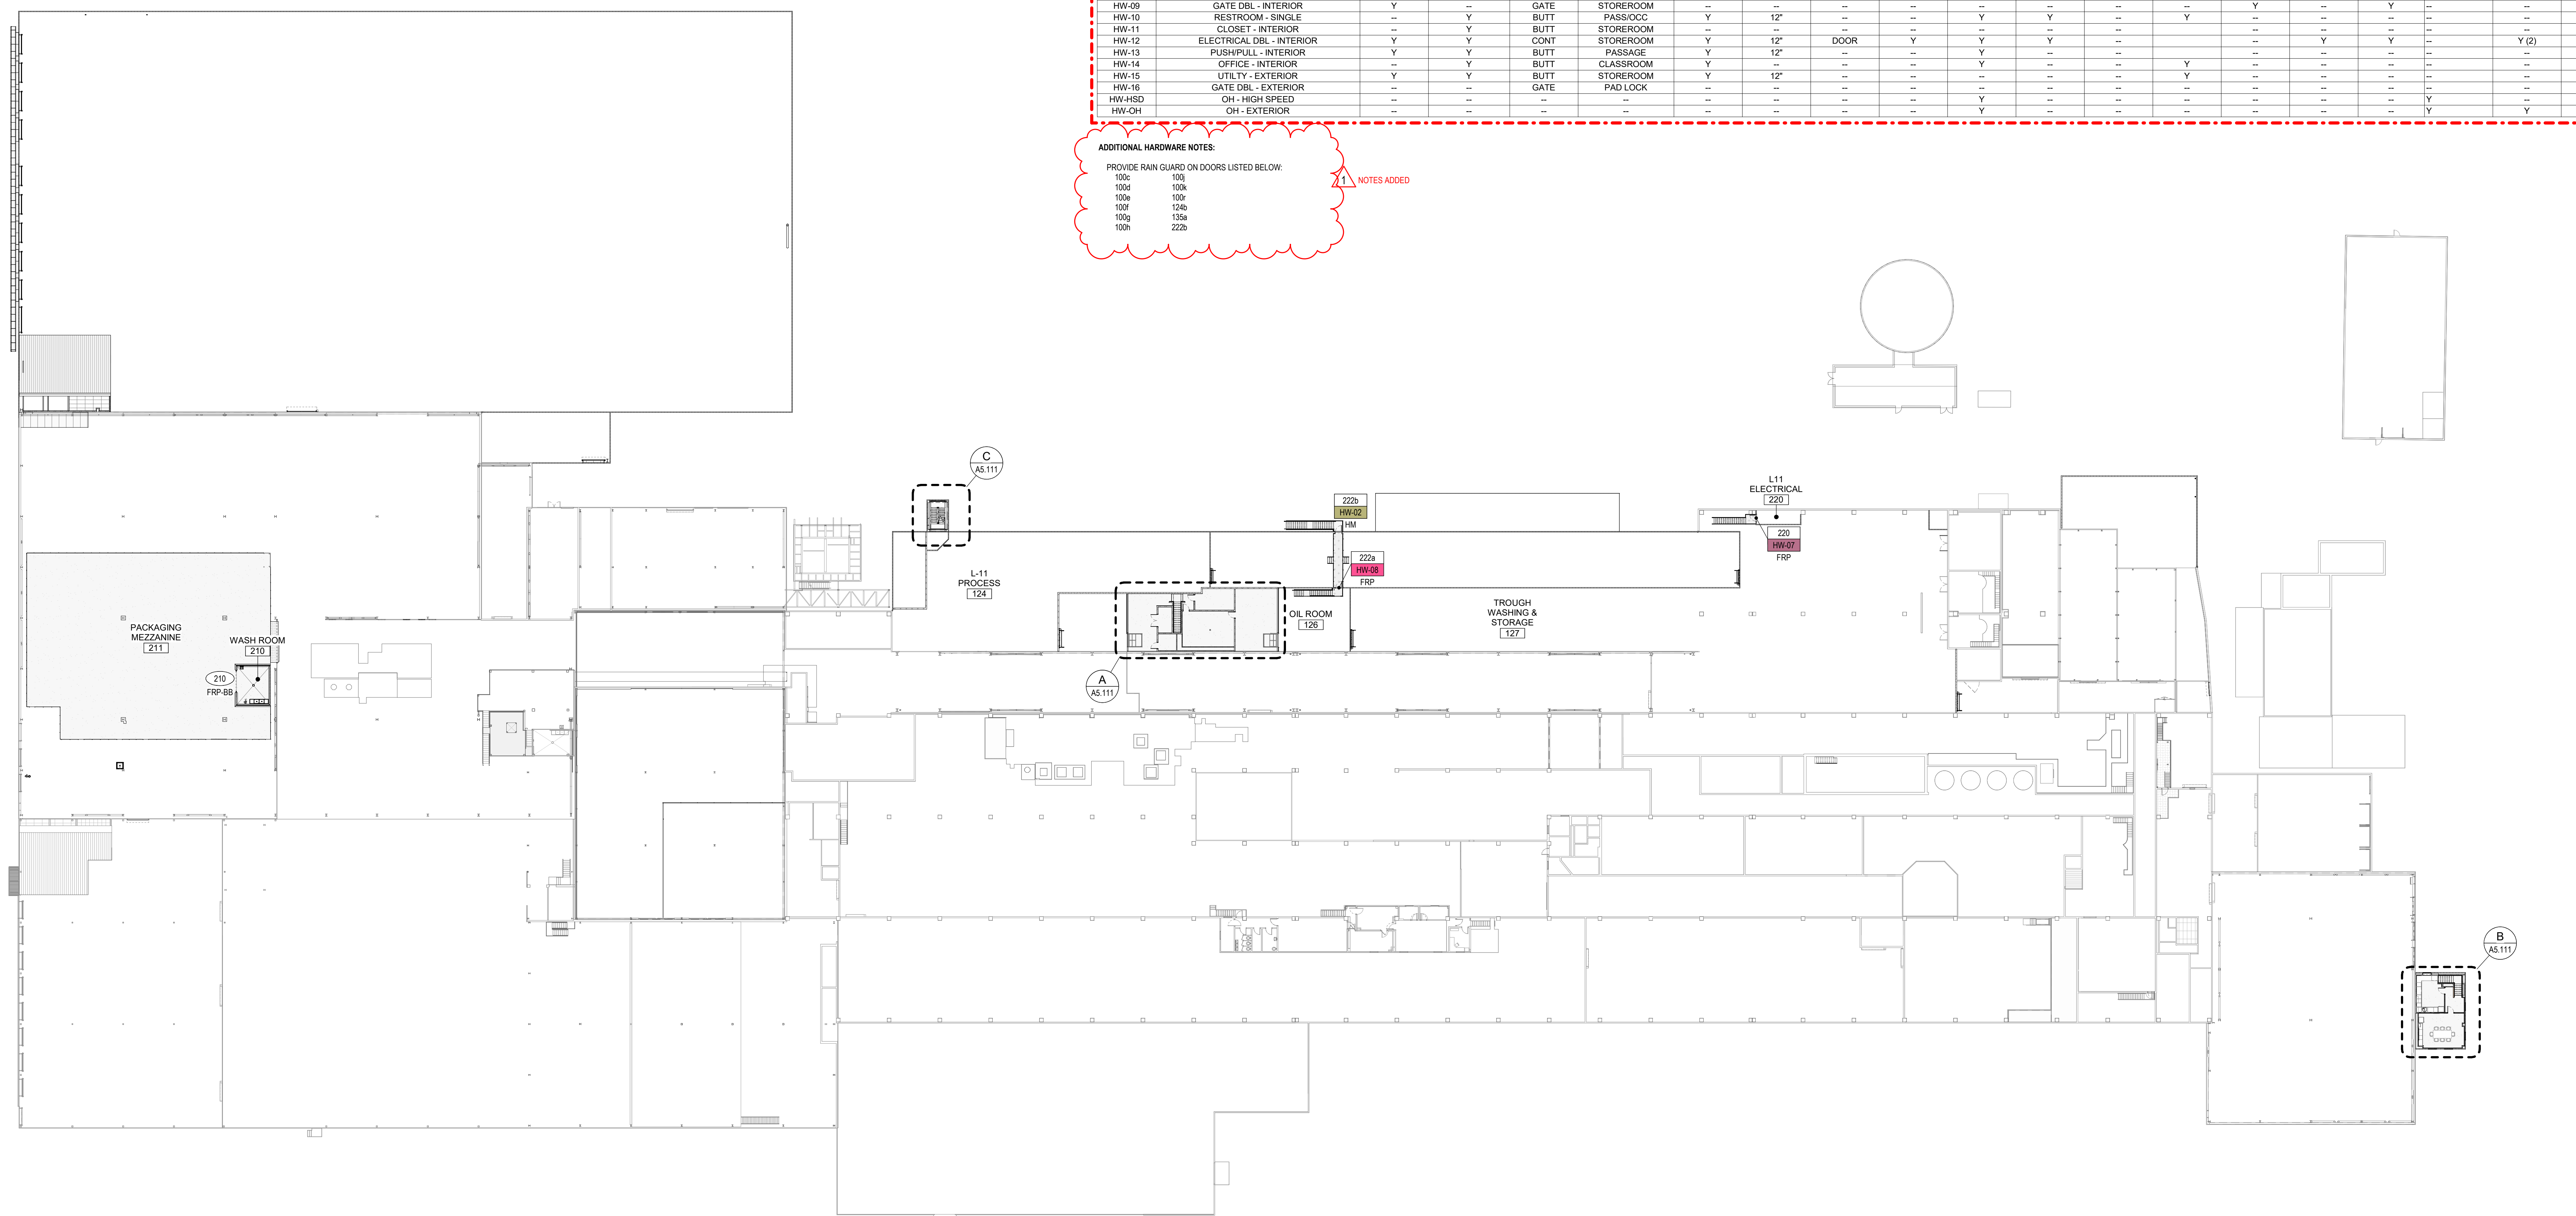 HW-09 GATE DBL - INTERIOR Y -- GATE STOREROOM -- -- -- -- -- -- -- -- Y -- Y -- --
HW-10 RESTROOM - SINGLE -- Y BUTT PASS/OCC Y 12" -- -- Y Y -- Y -- -- -- -- --
HW-11 CLOSET - INTERIOR -- Y BUTT STOREROOM -- -- -- -- -- -- -- -- -- -- -- -- --
HW-12 ELECTRICAL DBL - INTERIOR Y Y CONT STOREROOM Y 12" DOOR Y Y Y -- -- Y Y -- Y (2)
HW-13 PUSH/PULL - INTERIOR Y Y BUTT PASSAGE Y 12" -- -- Y -- -- -- -- -- -- -- --
HW-14 OFFICE - INTERIOR -- Y BUTT CLASSROOM Y -- -- -- Y -- -- Y -- -- -- -- --
HW-15 UTILTY - EXTERIOR Y Y BUTT STOREROOM Y 12" -- -- -- -- -- Y -- -- -- -- --
HW-16 GATE DBL - EXTERIOR -- -- GATE PAD LOCK -- -- -- -- -- -- -- -- -- -- -- -- --
HW-HSD OH - HIGH SPEED -- -- -- -- -- -- -- -- Y -- -- -- -- -- -- Y --
HW-OH OH - EXTERIOR -- -- -- -- -- -- -- -- Y -- -- -- -- -- -- Y Y
ADDITIONAL HARDWARE NOTES:
PROVIDE RAIN GUARD ON DOORS LISTED BELOW:
100c 100j
100d 100k
100e 100r
100f 124b
100g 135a
100h 222b
1 NOTES ADDED
C
A5.111
222b
HW-02
HM
L11
ELECTRICAL
220
220
HW-07
FRP
222a
HW-08
FRP
L-11
PROCESS
124
OIL ROOM
126
TROUGH
WASHING &
STORAGE
127
PACKAGING
MEZZANINE
211
WASH ROOM
210
210
FRP-BB
A
A5.111
B
A5.111